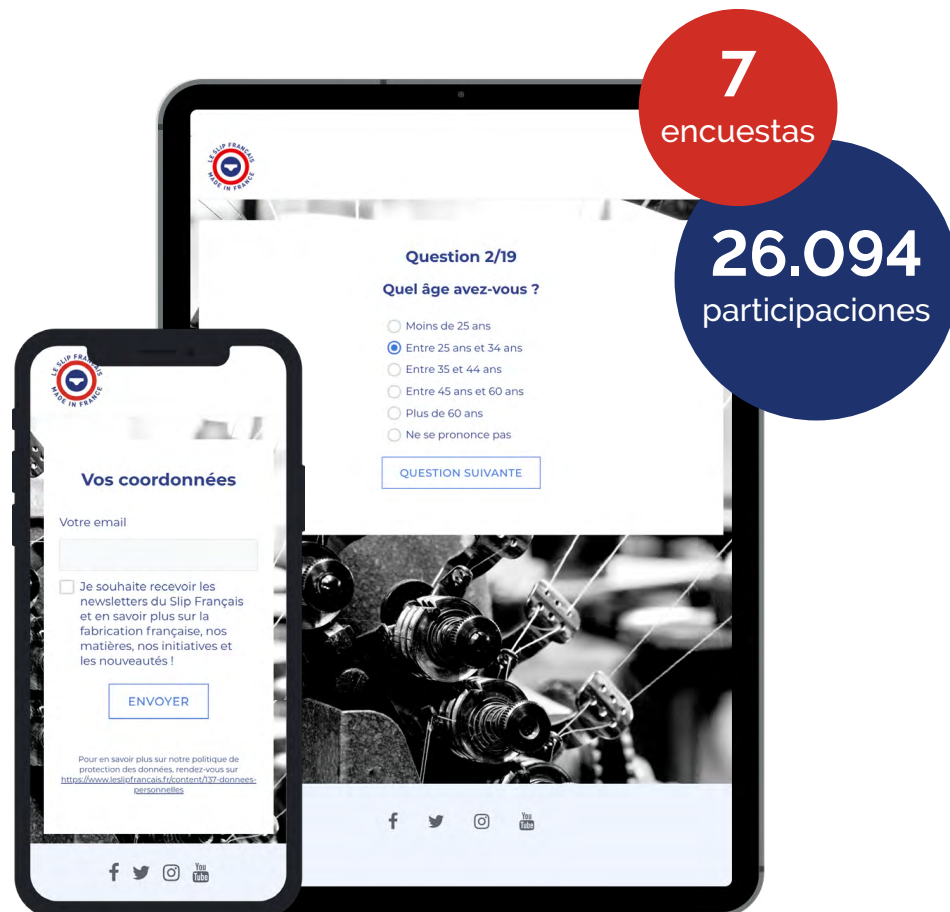 7
encuestas
26.094
participaciones
LE SLIP FRANÇAIS
MADE IN FRANCE
Question 2/19
Quel âge avez-vous ?
Moins de 25 ans
Entre 25 ans et 34 ans
Entre 35 et 44 ans
Entre 45 ans et 60 ans
Plus de 60 ans
Ne se prononce pas
QUESTION SUIVANTE
You
Tube
LE SLIP FRANÇAIS
MADE IN FRANCE
Vos coordonnées
Votre email
Je souhaite recevoir les
newsletters du Slip Français
et en savoir plus sur la
fabrication française, nos
matières, nos initiatives et
les nouveautés !
ENVOYER
Pour en savoir plus sur notre politique de
protection des données, rendez-vous sur
https://www.leslipfrancais.fr/content/137-donnees-
personnelles
You
Tube